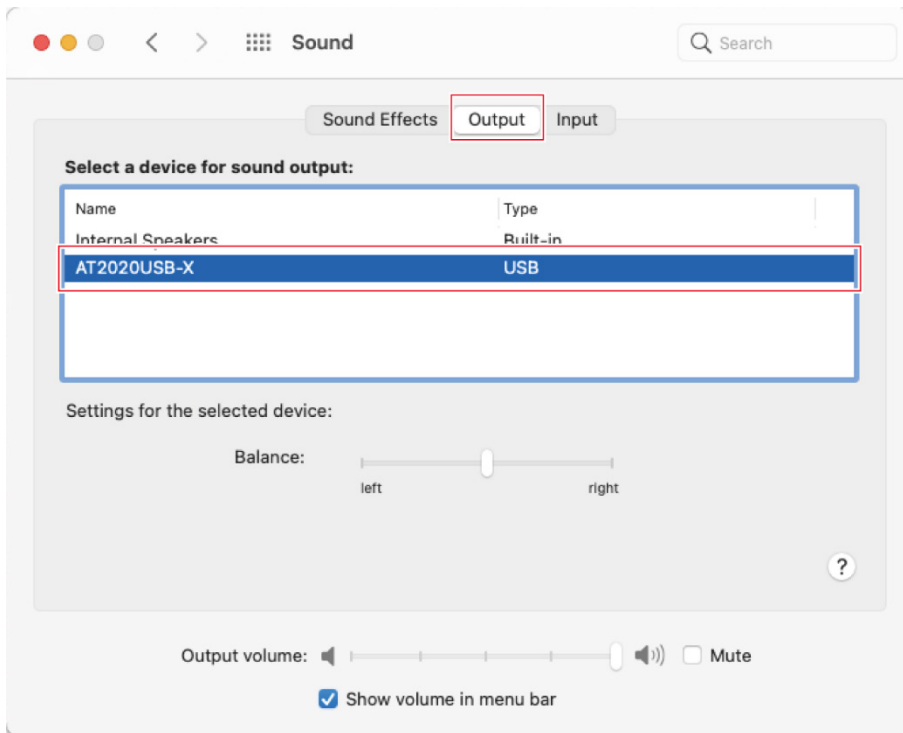 Sound
Search
Sound Effects Output Input
Select a device for sound output:
Name Type
Internal Speakers Built-in
AT2020USB-X USB
Settings for the selected device:
Balance:
left right
?
Output volume: Mute
Show volume in menu bar